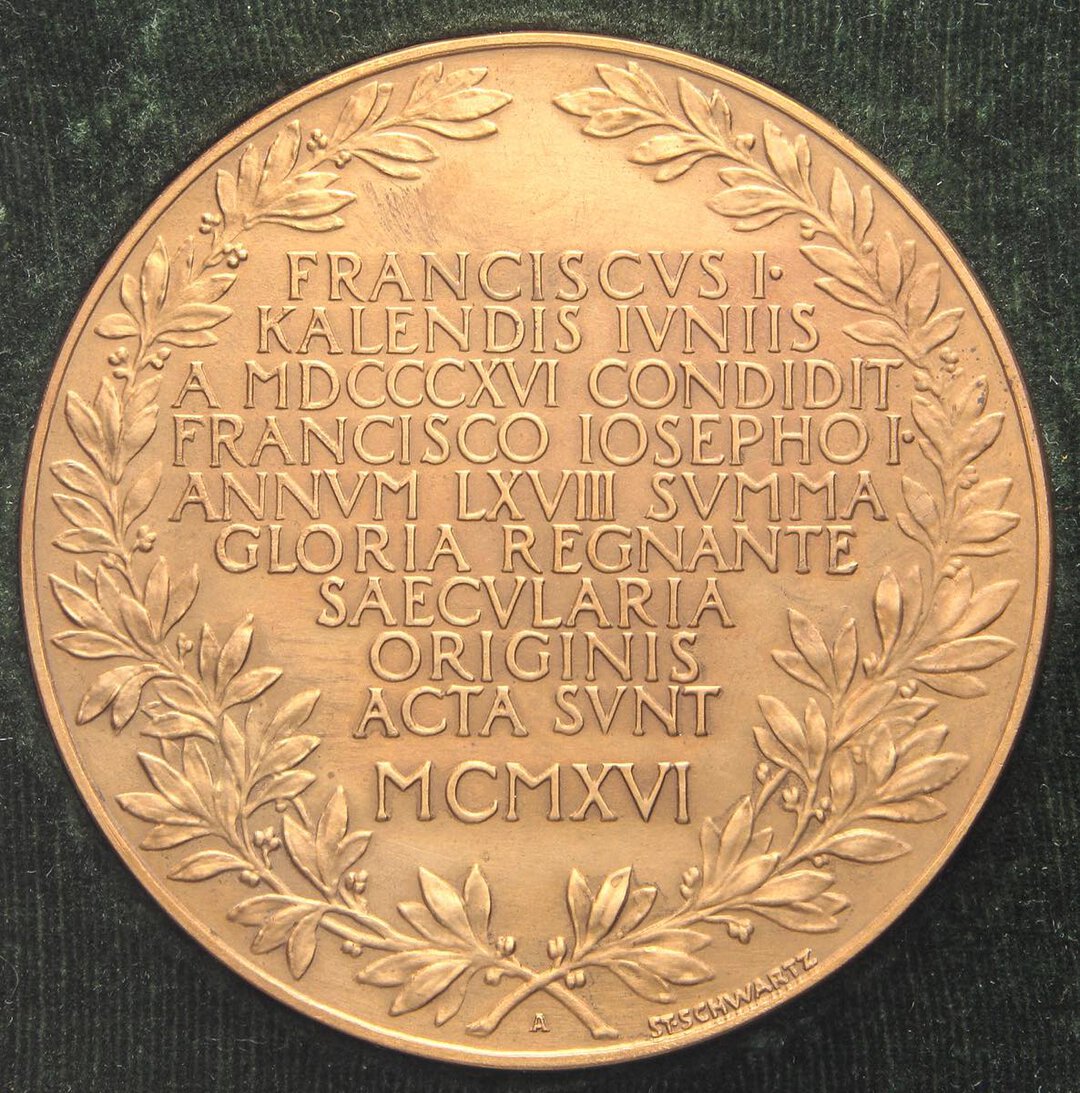 FRANCISCVS I·
KALENDIS IVNIIS
A MDCCCXVI CONDIDIT
FRANCISCO IOSEPHO I·
ANNVM LXVIII SVMMA
GLORIA REGNANTE
SAECVLARIA
ORIGINIS
ACTA SVNT
MCMXVI
A
ST·SCHWARTZ